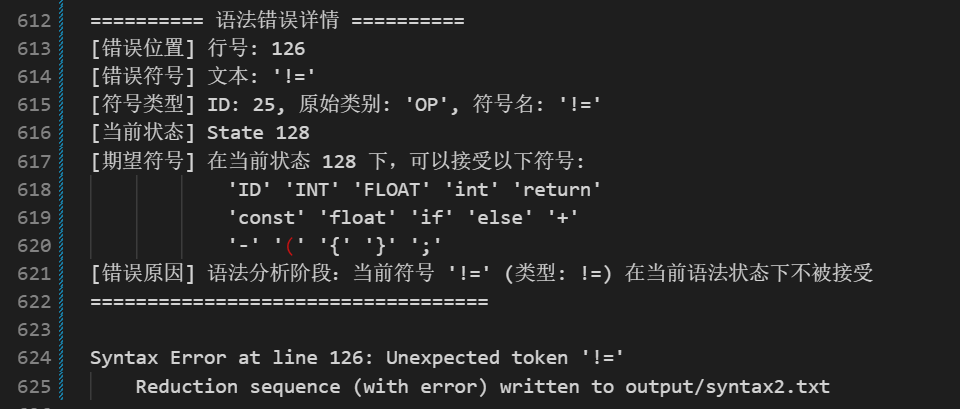 612 ========== 语法错误详情 ==========
613 [错误位置] 行号: 126
614 [错误符号] 文本: '!='
615 [符号类型] ID: 25, 原始类别: 'OP', 符号名: '!='
616 [当前状态] State 128
617 [期望符号] 在当前状态 128 下，可以接受以下符号:
618 'ID' 'INT' 'FLOAT' 'int' 'return'
619 'const' 'float' 'if' 'else' '+'
620 '-' '(' '{' '}' ';'
621 [错误原因] 语法分析阶段：当前符号 '!=' (类型: !=) 在当前语法状态下不被接受
622 ===================================
623
624 Syntax Error at line 126: Unexpected token '!='
625 Reduction sequence (with error) written to output/syntax2.txt